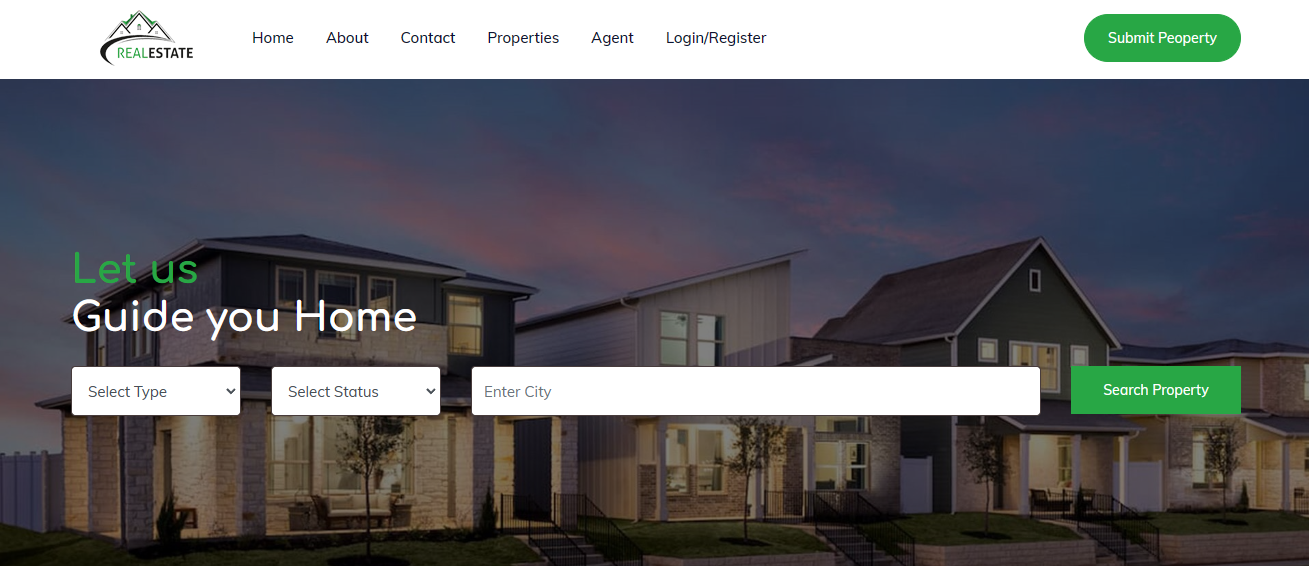 REALESTATE
Home About Contact Properties Agent Login/Register
Submit Peoperty
Let us
Guide you Home
Select Type Select Status Enter City Search Property